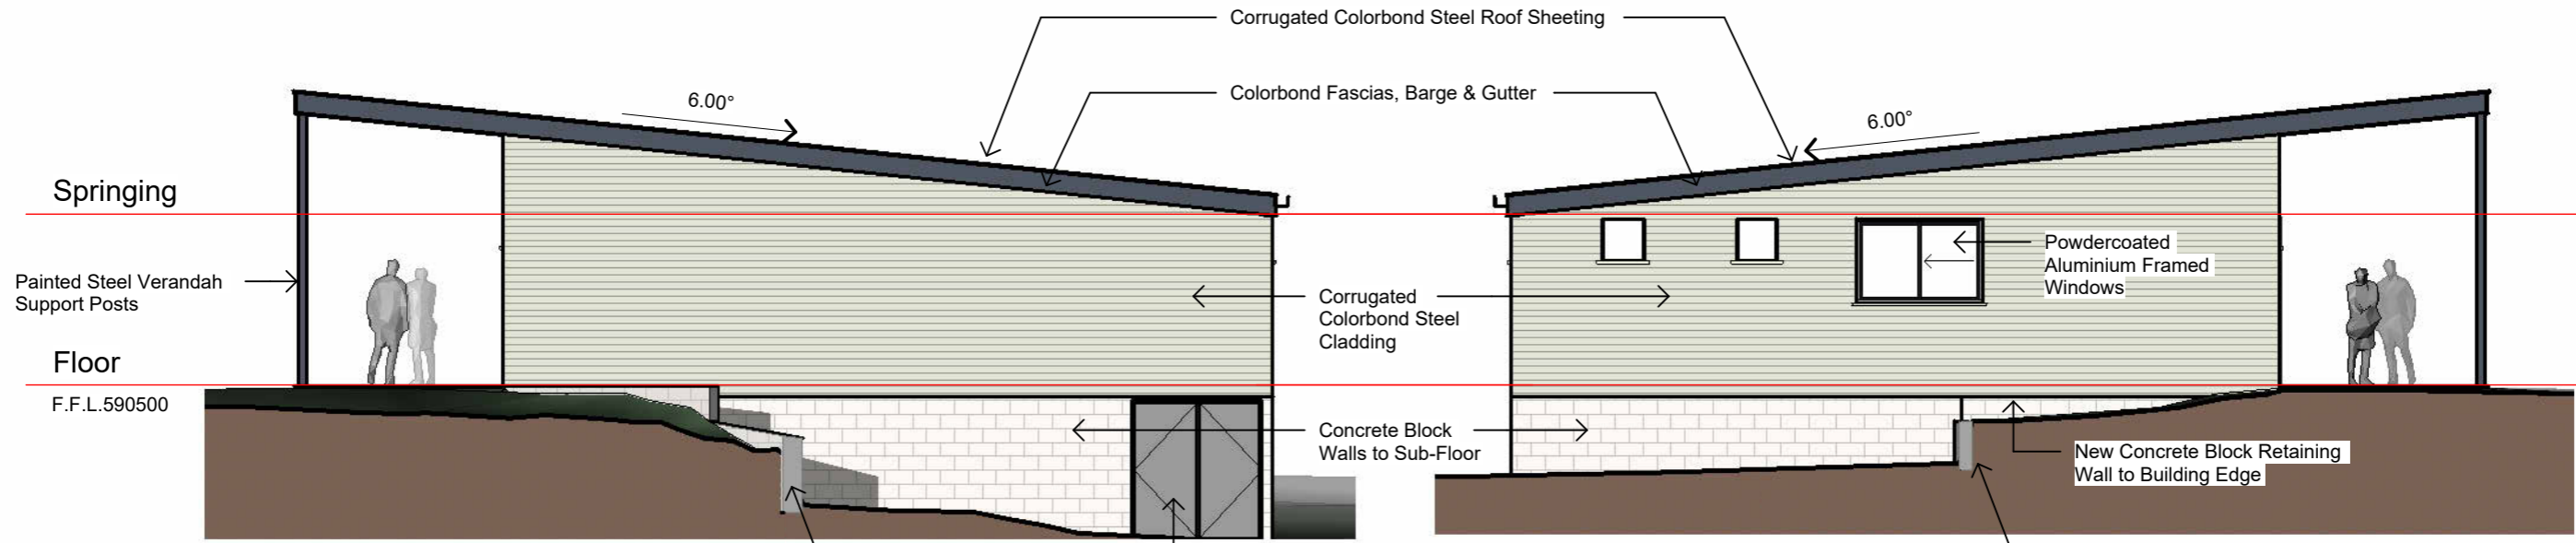 Corrugated Colorbond Steel Roof Sheeting
6.00°
Colorbond Fascias, Barge & Gutter
6.00°
Springing
Painted Steel Verandah
Support Posts
Powdercoated
Aluminium Framed
Windows
Corrugated
Colorbond Steel
Cladding
Floor
F.F.L.590500
Concrete Block
Walls to Sub-Floor
New Concrete Block Retaining
Wall to Building Edge